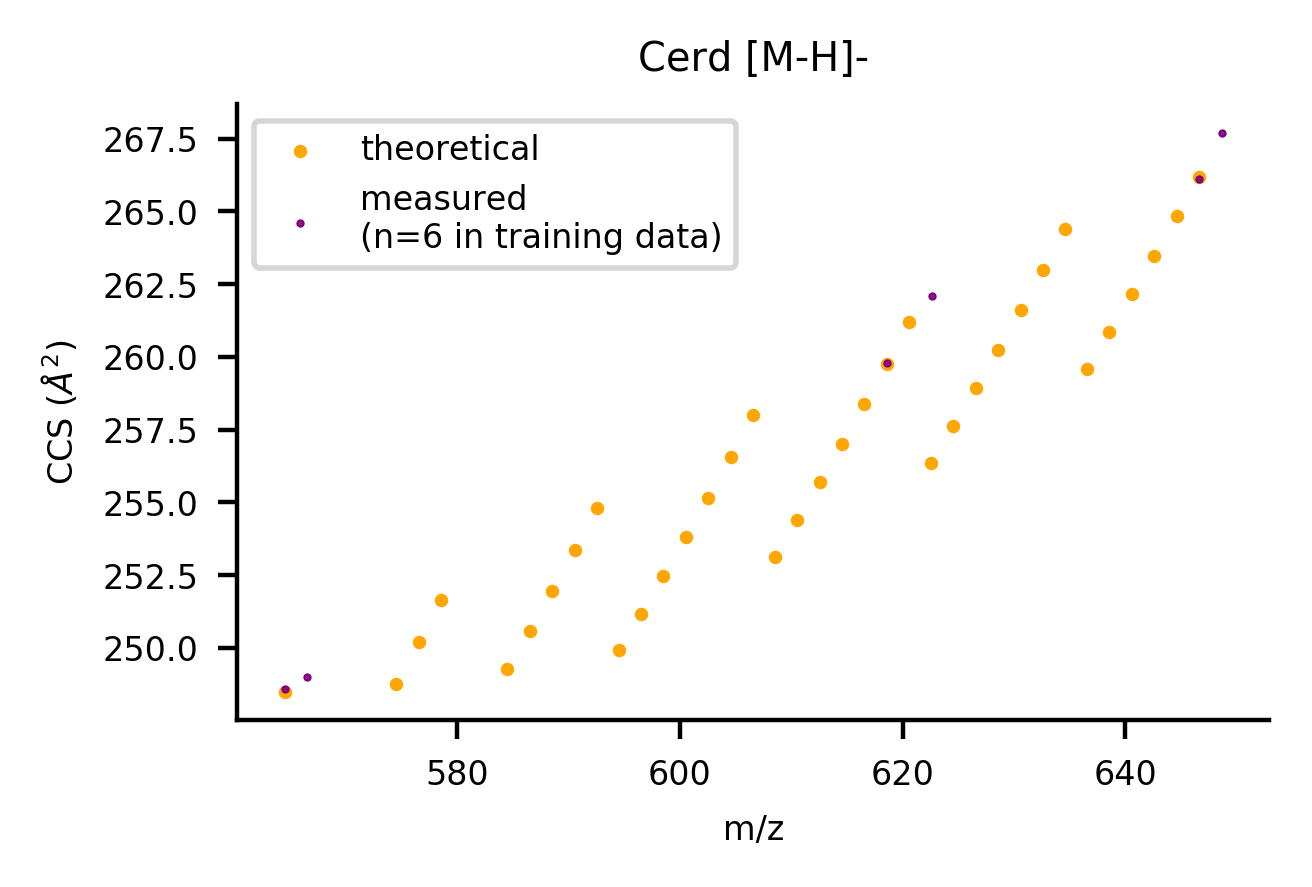 Cerd [M-H]-
theoretical
measured
(n=6 in training data)
267.5
265.0
262.5
260.0
257.5
255.0
252.5
250.0
CCS (Å²)
580 600 620 640
m/z